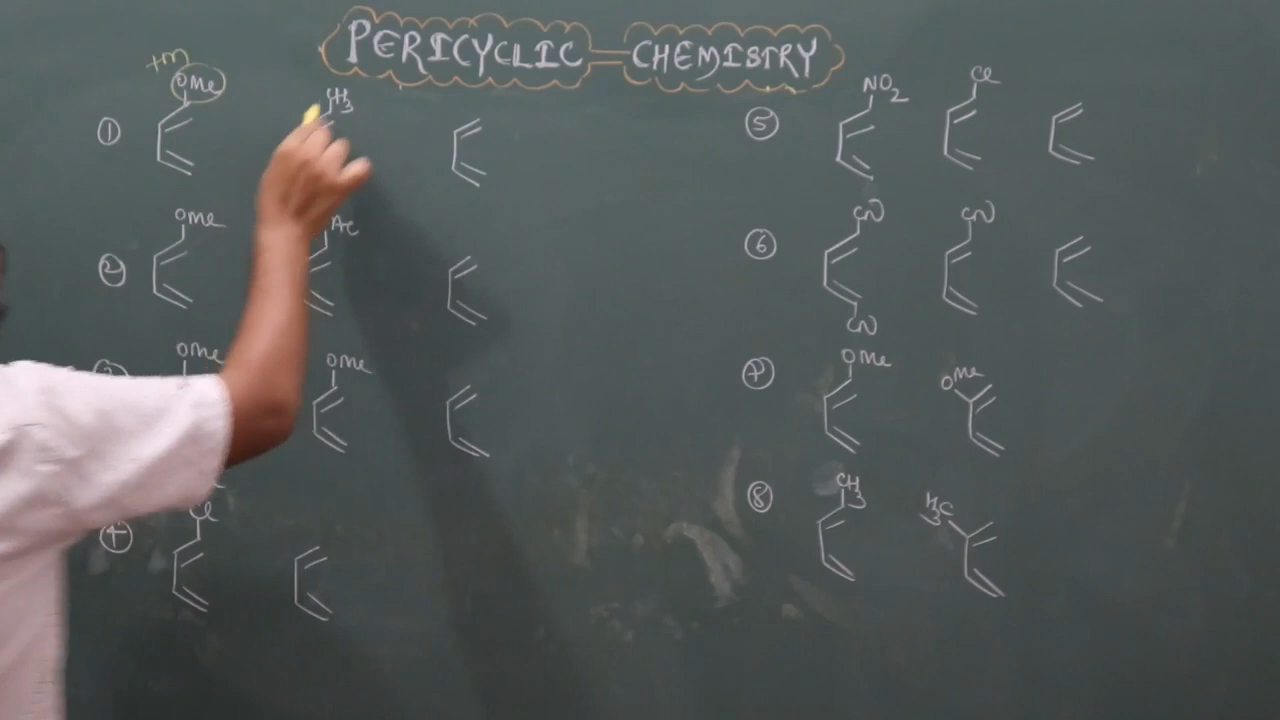 PERICYCLIC CHEMISTRY
+m
① OMe CH3
② OMe Ac
OMe OMe
④ Cl
⑤ NO2 Cl
⑥ CN CN
CN
⑦ OMe OMe
⑧ CH3 H3C